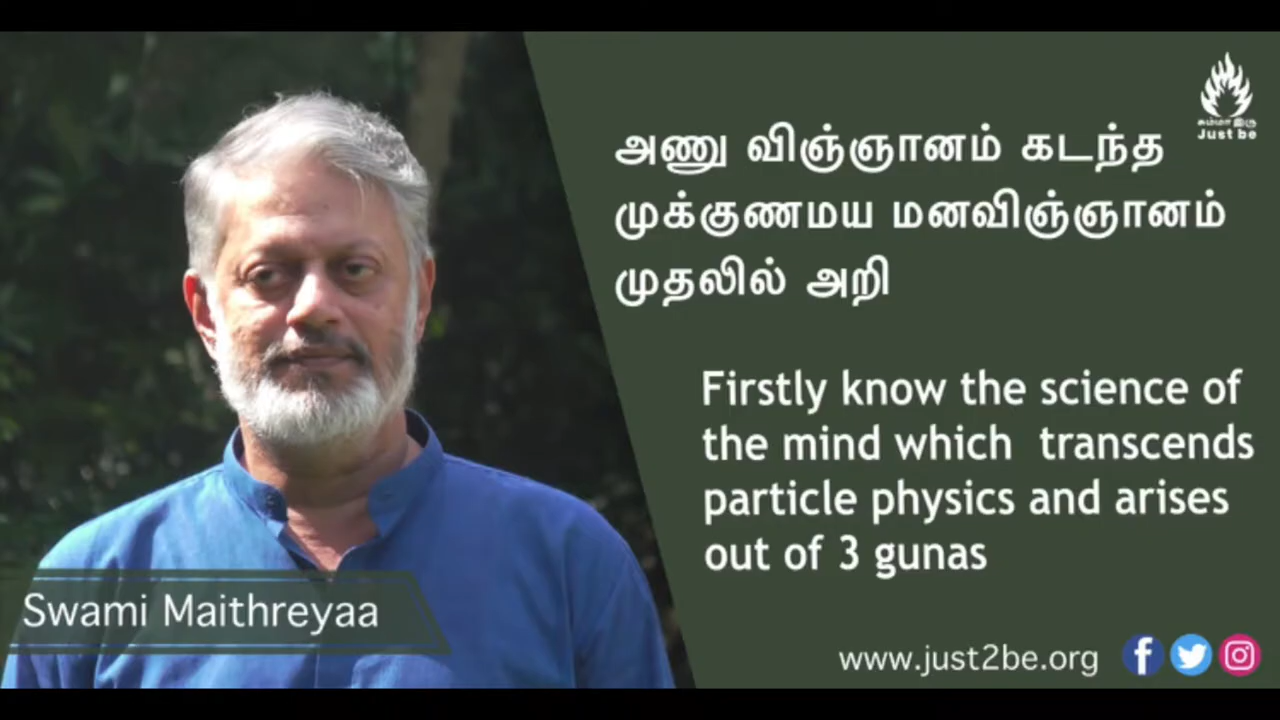 சும்மா இரு
Just be
அணு விஞ்ஞானம் கடந்த
முக்குணமய மனவிஞ்ஞானம்
முதலில் அறி
Firstly know the science of
the mind which transcends
particle physics and arises
out of 3 gunas
Swami Maithreyaa
www.just2be.org